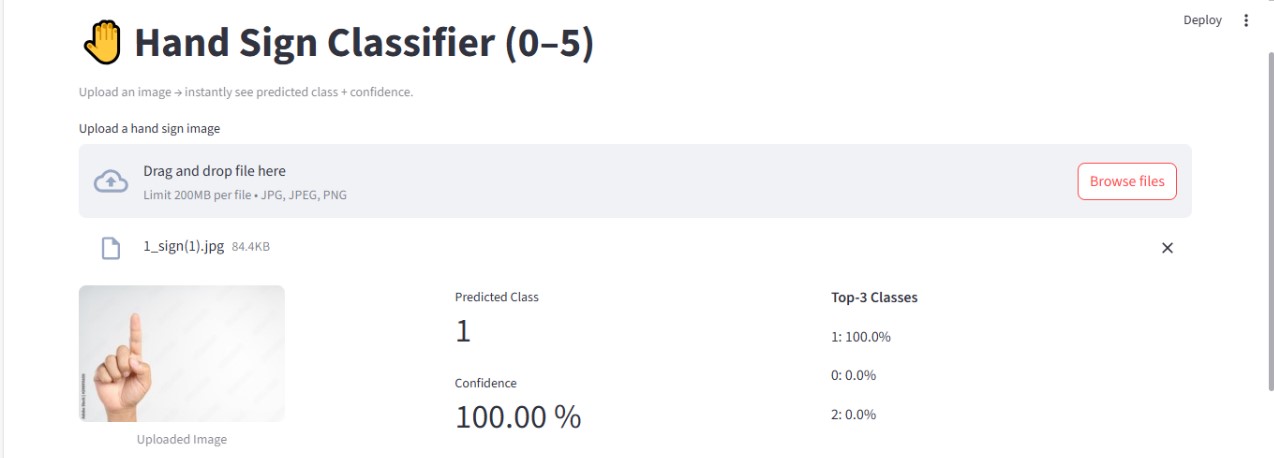 Deploy
Hand Sign Classifier (0–5)
Upload an image → instantly see predicted class + confidence.
Upload a hand sign image
Drag and drop file here
Limit 200MB per file • JPG, JPEG, PNG
Browse files
1_sign(1).jpg 84.4KB
Uploaded Image
Predicted Class
1
Confidence
100.00 %
Top-3 Classes
1: 100.0%
0: 0.0%
2: 0.0%